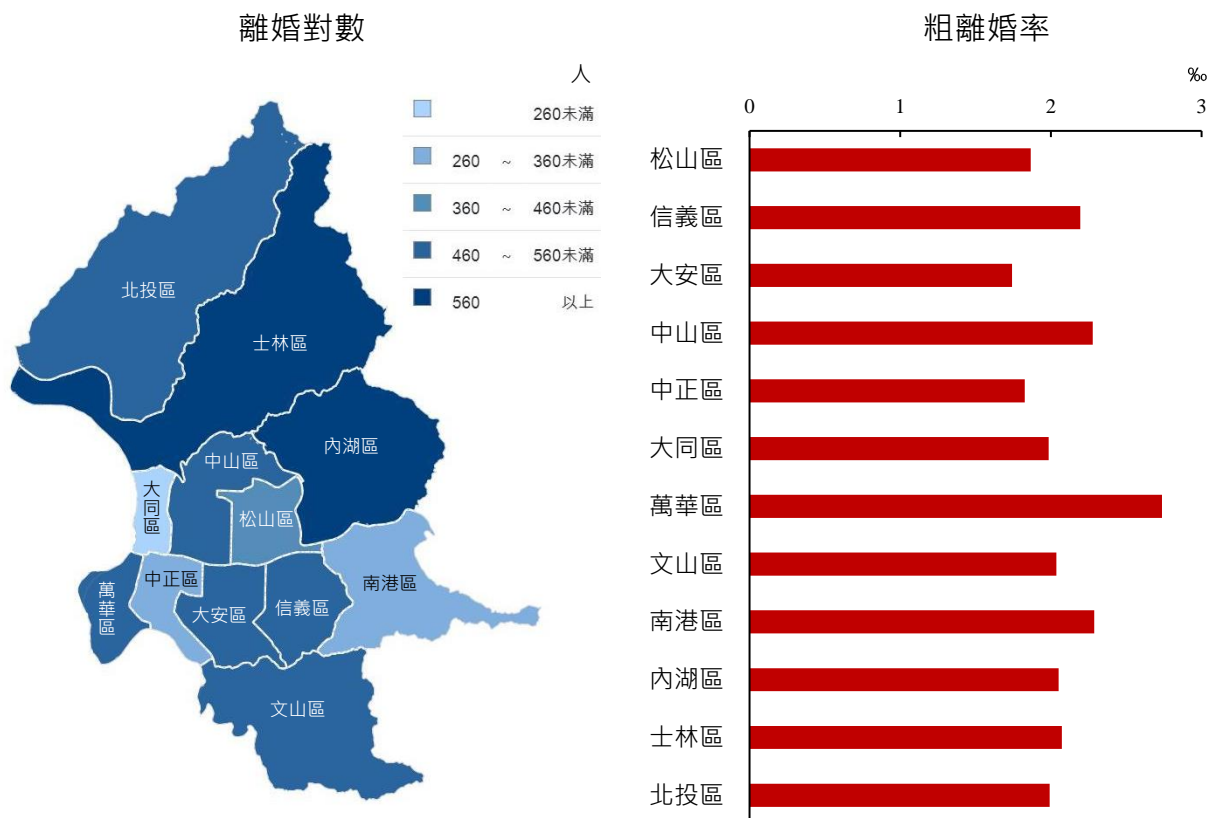 離婚對數
人
260未滿
260 ~ 360未滿
360 ~ 460未滿
460 ~ 560未滿
560 以上
北投區
士林區
內湖區
中山區
大同區
松山區
中正區
南港區
萬華區
大安區
信義區
文山區
粗離婚率
‰
0 1 2 3
松山區
信義區
大安區
中山區
中正區
大同區
萬華區
文山區
南港區
內湖區
士林區
北投區